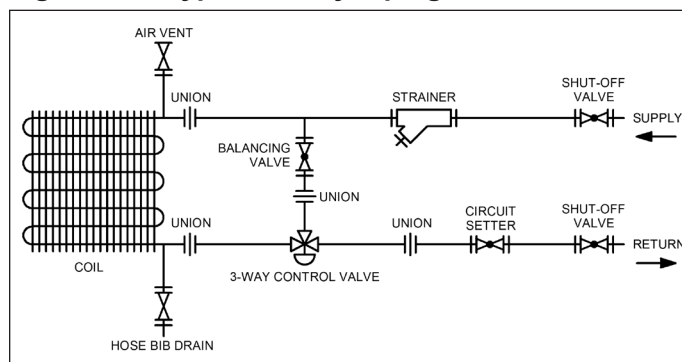 AIR VENT
UNION
STRAINER
SHUT-OFF
VALVE
SUPPLY
BALANCING
VALVE
UNION
UNION
UNION
CIRCUIT
SETTER
SHUT-OFF
VALVE
RETURN
COIL
3-WAY CONTROL VALVE
HOSE BIB DRAIN